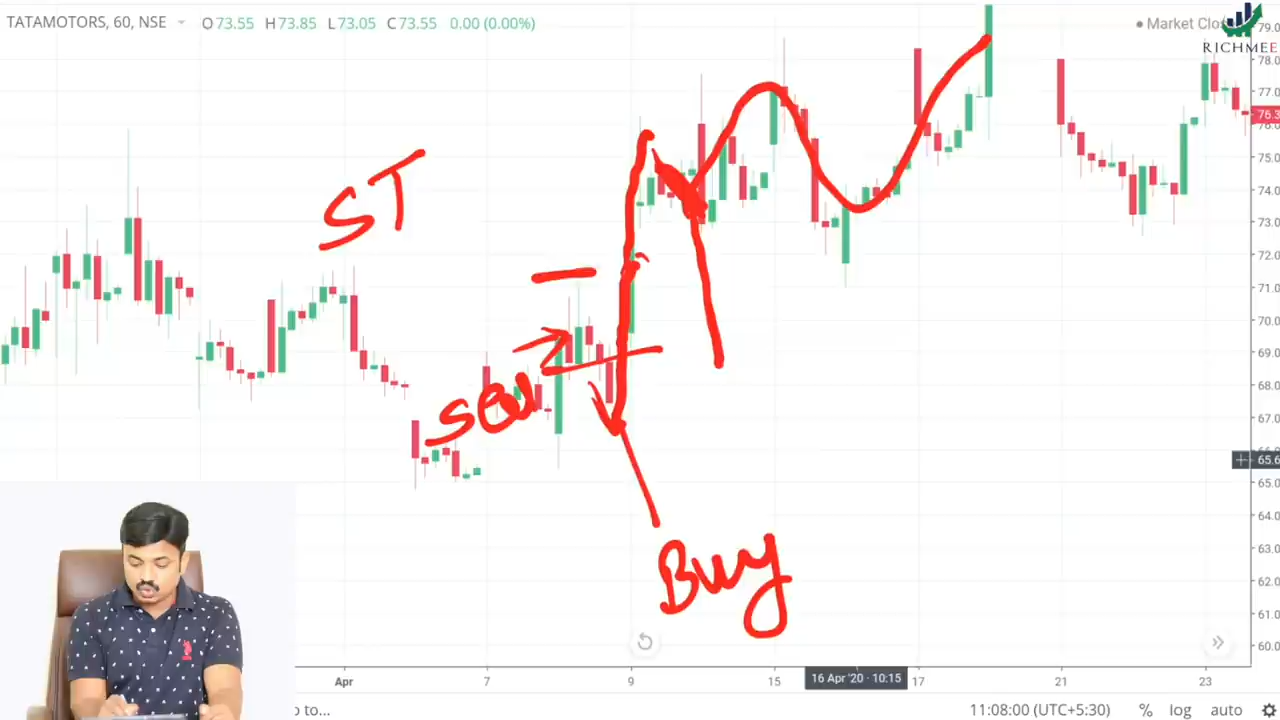 TATAMOTORS, 60, NSE O73.55 H73.85 L73.05 C73.55 0.00 (0.00%)
Market Clo
RICHMEE
79.0
78.0
77.0
76.3
76.0
75.0
74.0
73.0
72.0
71.0
70.0
69.0
68.0
67.0
65.6
65.0
64.0
63.0
62.0
61.0
60.0
ST
Sell
Buy
Apr 7 9 15 16 Apr '20 · 10:15 17 21 23
o to... 11:08:00 (UTC+5:30) % log auto